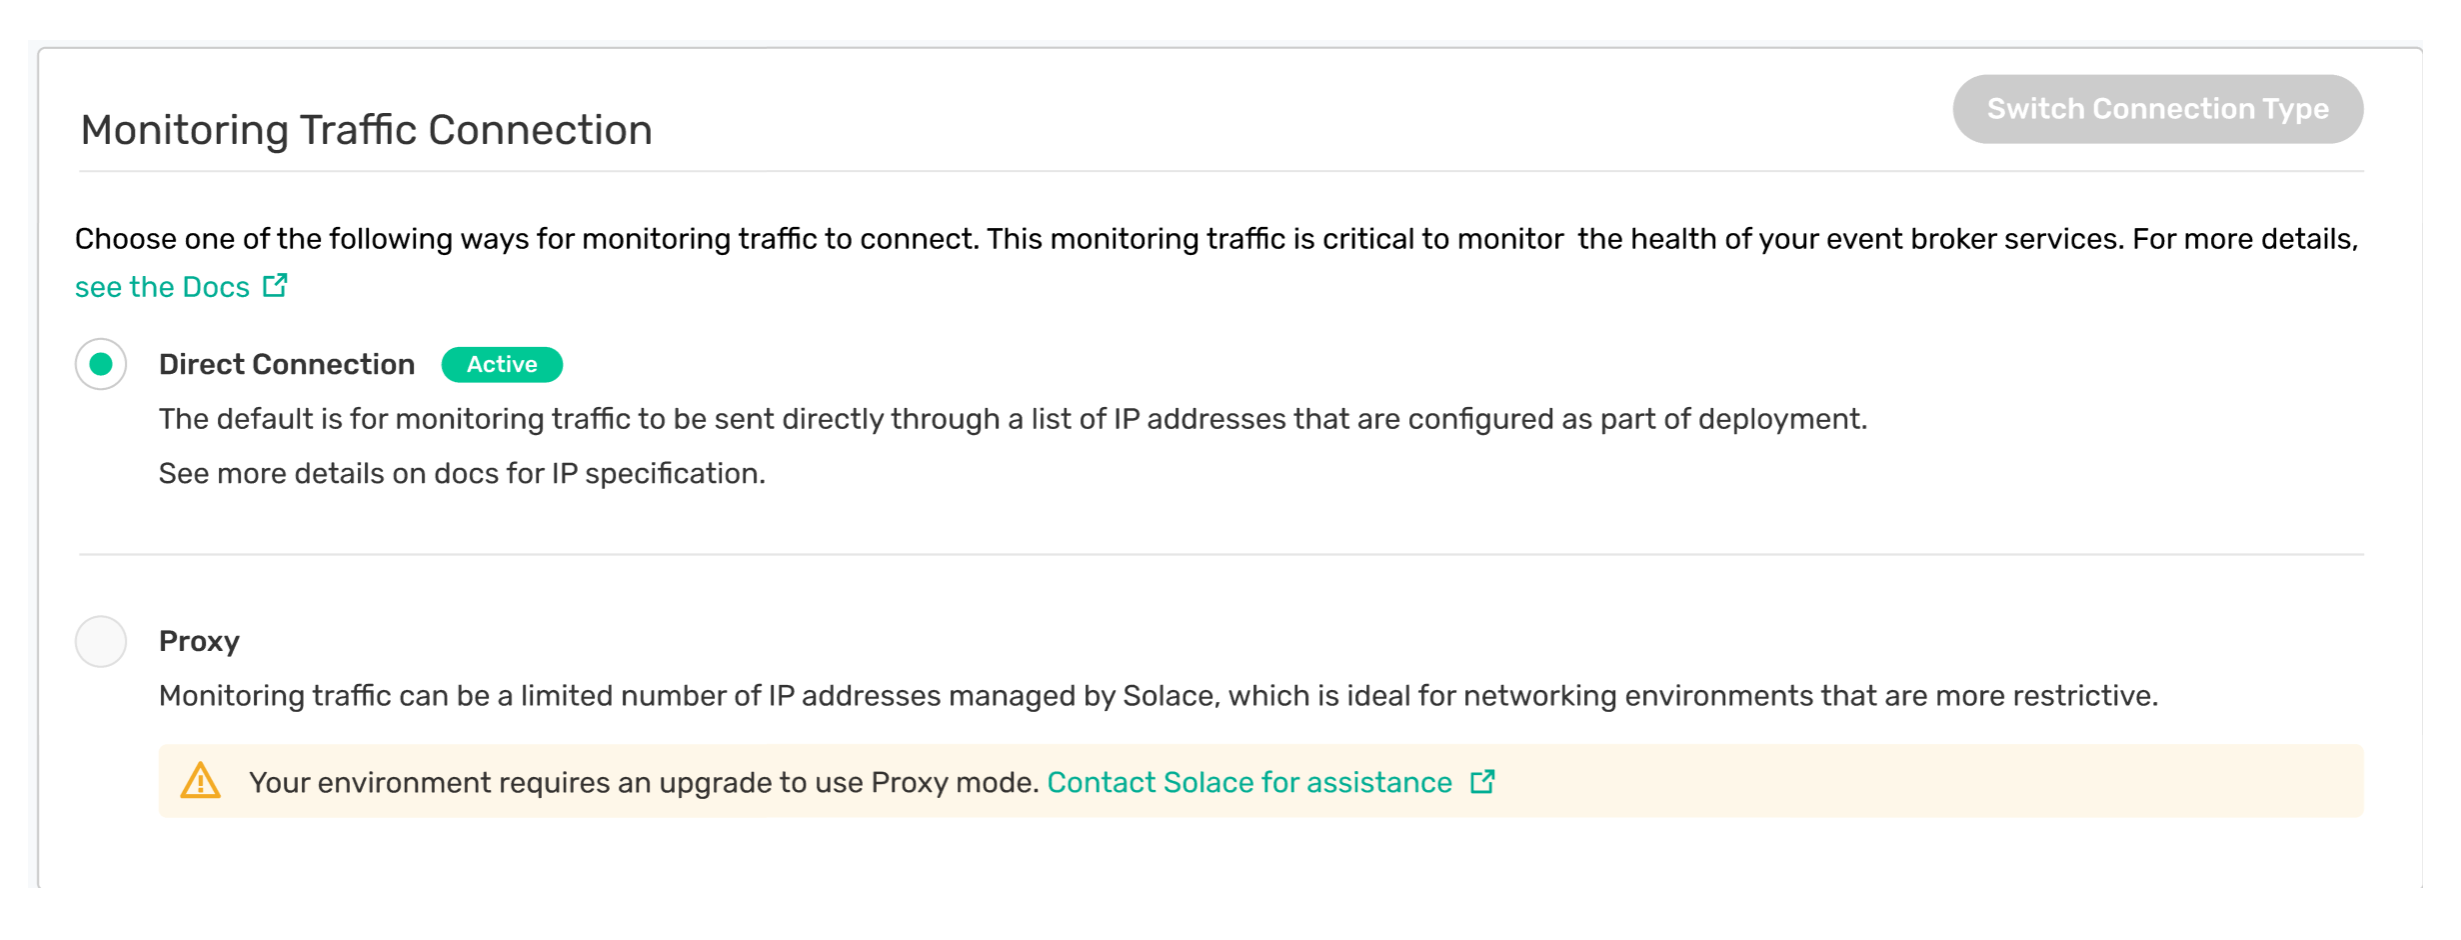 Switch Connection Type
Monitoring Traffic Connection
Choose one of the following ways for monitoring traffic to connect. This monitoring traffic is critical to monitor  the health of your event broker services. For more details,
see the Docs
Direct Connection Active
The default is for monitoring traffic to be sent directly through a list of IP addresses that are configured as part of deployment.
See more details on docs for IP specification.
Proxy
Monitoring traffic can be a limited number of IP addresses managed by Solace, which is ideal for networking environments that are more restrictive.
Your environment requires an upgrade to use Proxy mode. Contact Solace for assistance